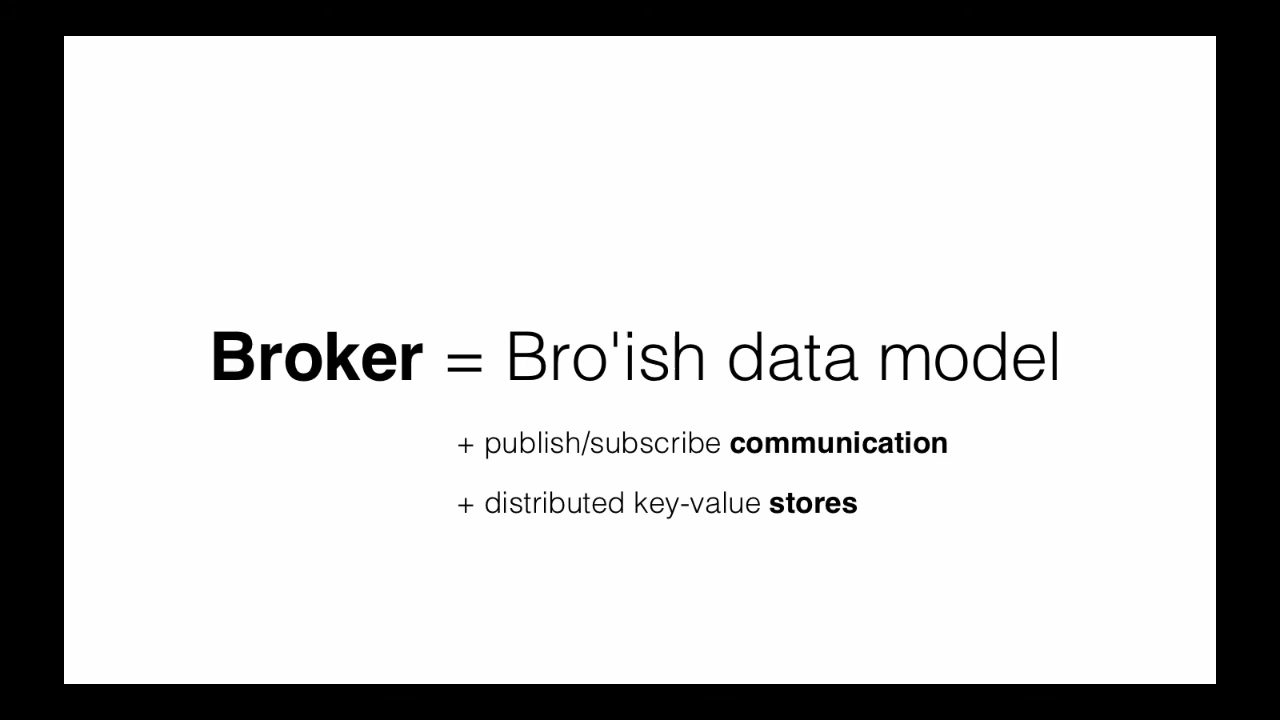 Broker = Bro'ish data model
+ publish/subscribe communication
+ distributed key-value stores